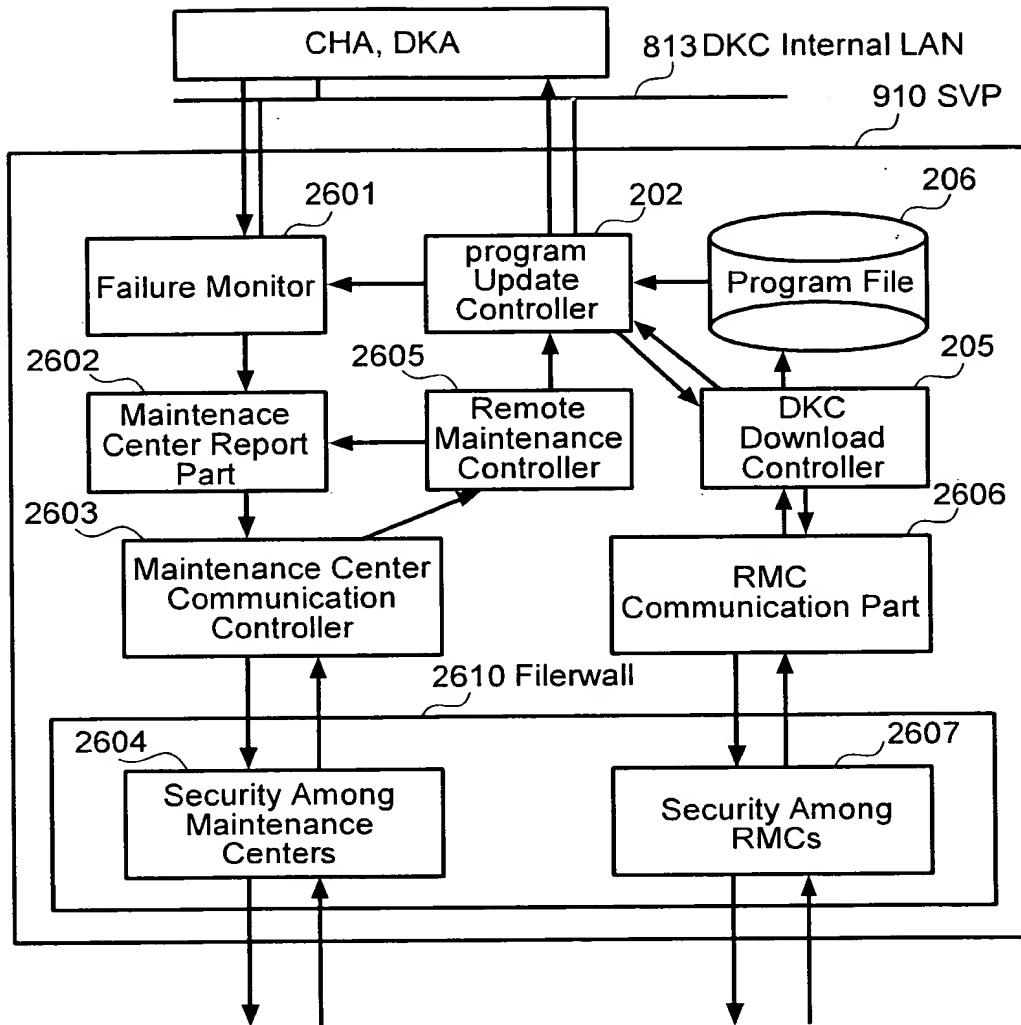 CHA, DKA
813 DKC Internal LAN
910 SVP
2601
202
206
Failure Monitor
program
Update
Controller
Program File
2602
2605
205
Maintenace
Center Report
Part
Remote
Maintenance
Controller
DKC
Download
Controller
2603
2606
Maintenance Center
Communication
Controller
RMC
Communication Part
2610 Filerwall
2604
2607
Security Among
Maintenance
Centers
Security Among
RMCs